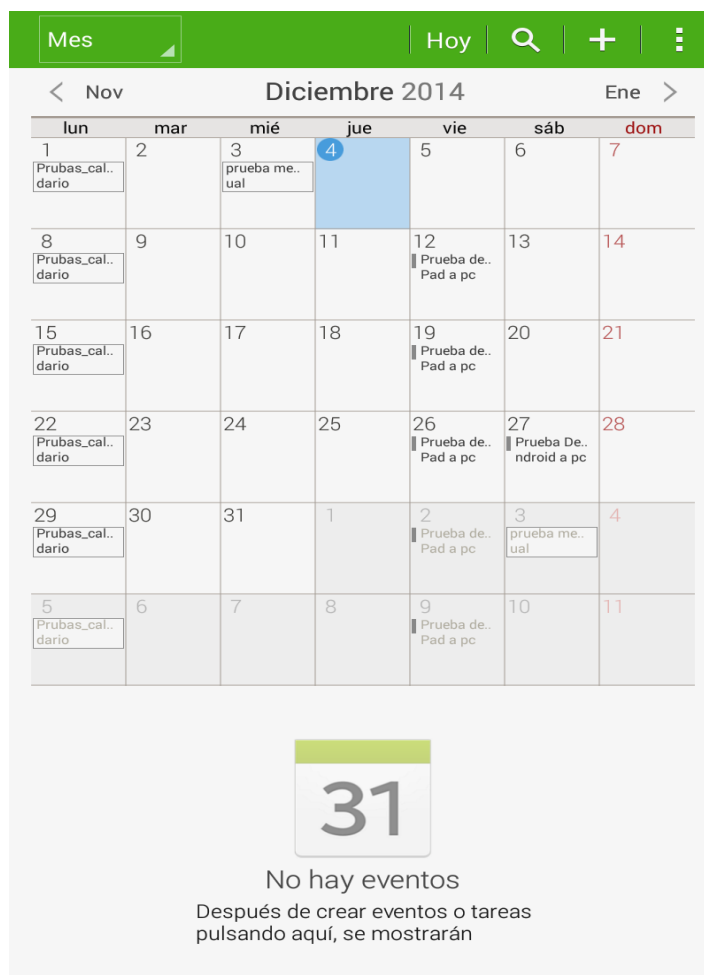 Mes Hoy
Nov Diciembre 2014 Ene
lun mar mié jue vie sáb dom
1 2 3 4 5 6 7
Prubas_cal.. prueba me..
dario ual
8 9 10 11 12 13 14
Prubas_cal.. Prueba de..
dario Pad a pc
15 16 17 18 19 20 21
Prubas_cal.. Prueba de..
dario Pad a pc
22 23 24 25 26 27 28
Prubas_cal.. Prueba de.. Prueba De..
dario Pad a pc ndroid a pc
29 30 31 1 2 3 4
Prubas_cal.. Prueba de.. prueba me..
dario Pad a pc ual
5 6 7 8 9 10 11
Prubas_cal.. Prueba de..
dario Pad a pc
31
No hay eventos
Después de crear eventos o tareas
pulsando aquí, se mostrarán